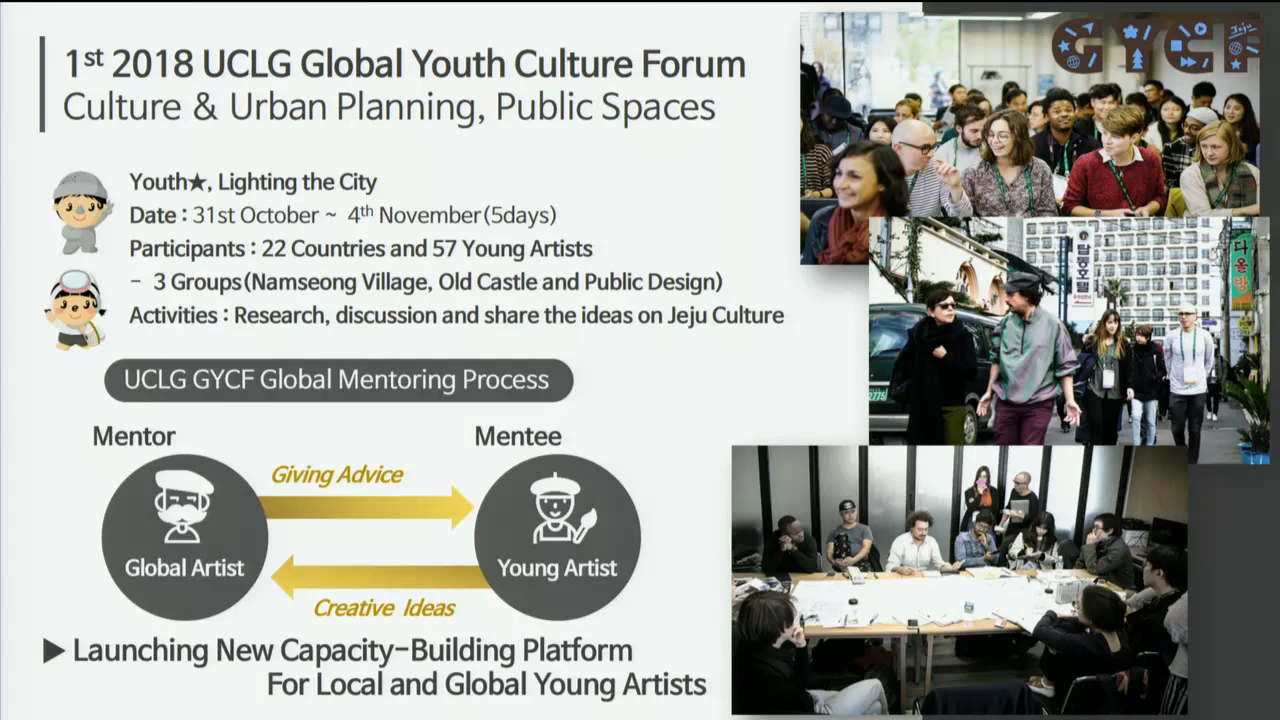 1st 2018 UCLG Global Youth Culture Forum
Culture & Urban Planning, Public Spaces
Youth★, Lighting the City
Date : 31st October ~ 4th November(5days)
Participants : 22 Countries and 57 Young Artists
- 3 Groups(Namseong Village, Old Castle and Public Design)
Activities : Research, discussion and share the ideas on Jeju Culture
UCLG GYCF Global Mentoring Process
Mentor
Mentee
Giving Advice
Global Artist
Young Artist
Creative Ideas
▶ Launching New Capacity-Building Platform
For Local and Global Young Artists
GYCF
Jeju
탑동호텔
다올방